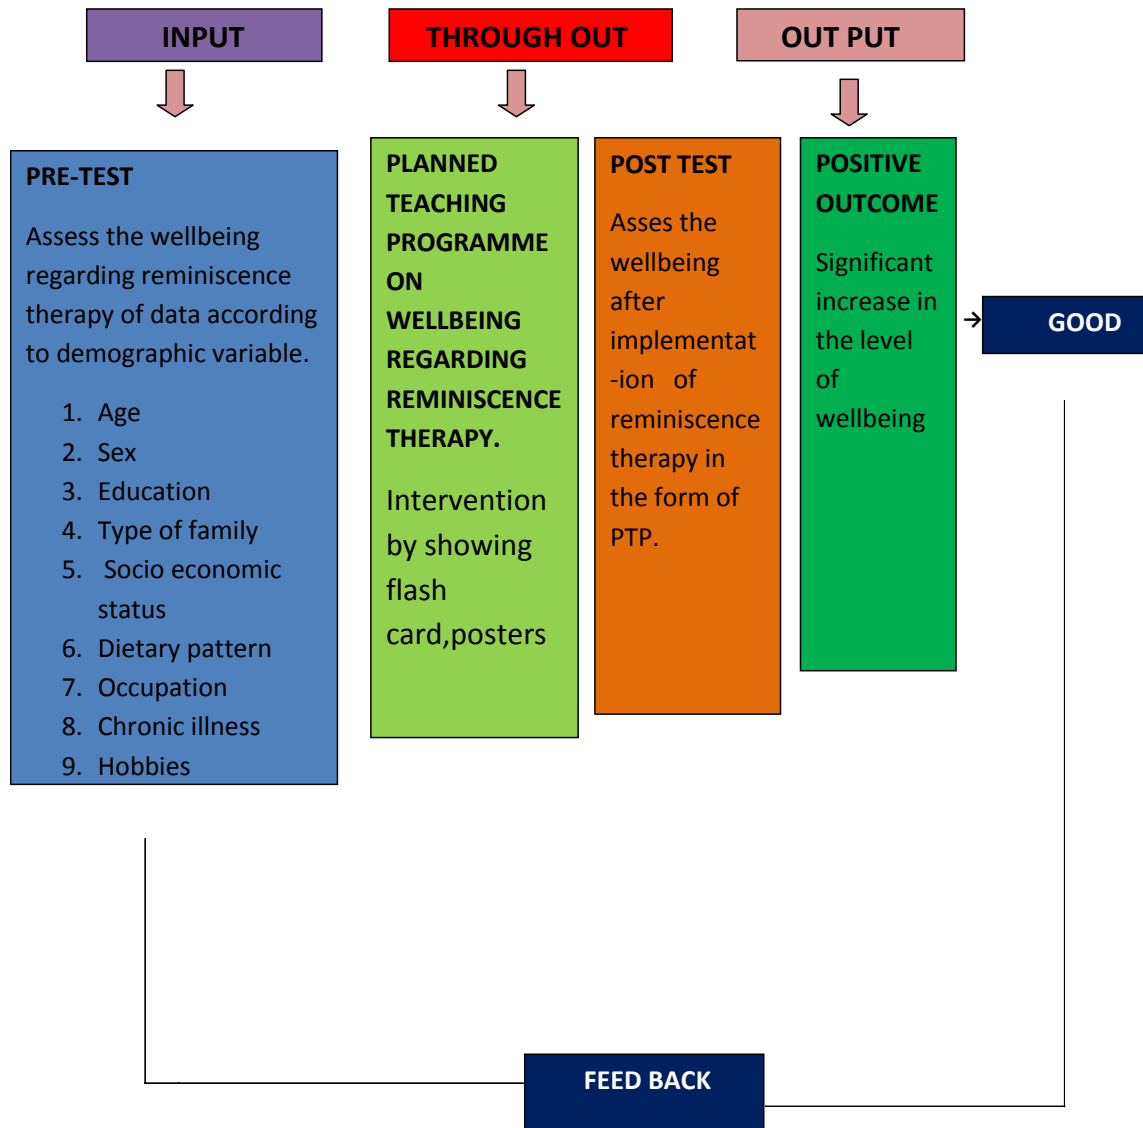 INPUT
THROUGH OUT
OUT PUT
PRE-TEST
Assess the wellbeing
regarding reminiscence
therapy of data according
to demographic variable.
1. Age
2. Sex
3. Education
4. Type of family
5. Socio economic
status
6. Dietary pattern
7. Occupation
8. Chronic illness
9. Hobbies
PLANNED
TEACHING
PROGRAMME
ON
WELLBEING
REGARDING
REMINISCENCE
THERAPY.
Intervention
by showing
flash
card,posters
POST TEST
Asses the
wellbeing
after
implementat
-ion of
reminiscence
therapy in
the form of
PTP.
POSITIVE
OUTCOME
Significant
increase in
the level
of
wellbeing
GOOD
FEED BACK